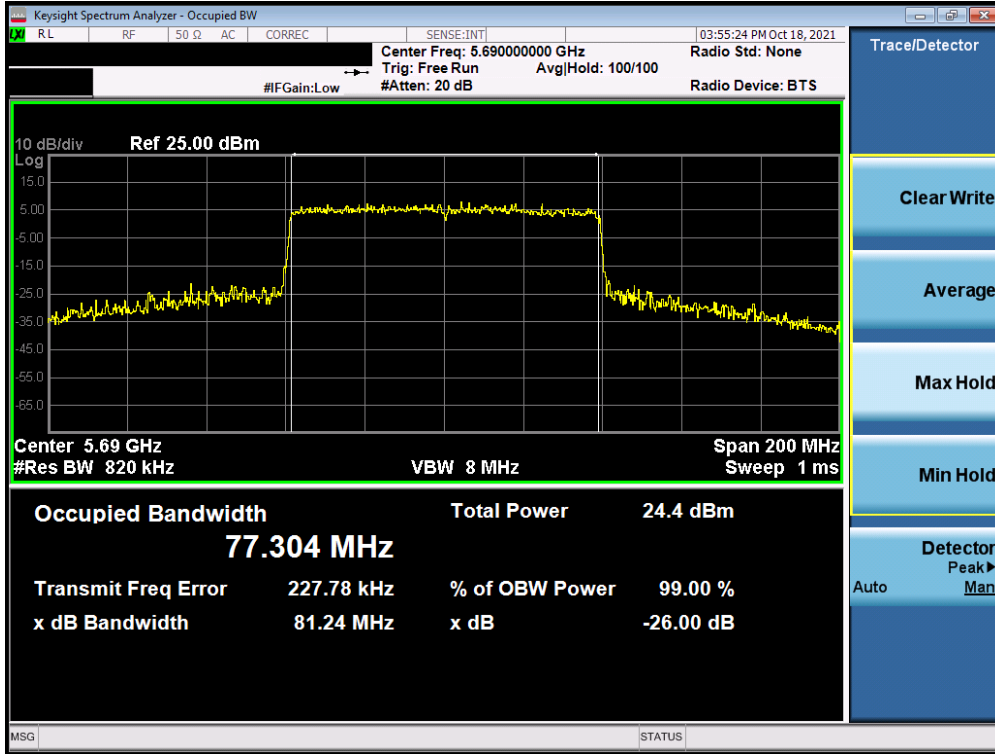 Keysight Spectrum Analyzer - Occupied BW
LXI RL RF 50 Ω AC CORREC SENSE:INT 03:55:24 PM Oct 18, 2021
Center Freq: 5.690000000 GHz Radio Std: None
Trig: Free Run Avg|Hold: 100/100
#IFGain:Low #Atten: 20 dB Radio Device: BTS
10 dB/div Ref 25.00 dBm
Log
15.0
5.00
-5.00
-15.0
-25.0
-35.0
-45.0
-55.0
-65.0
Center 5.69 GHz Span 200 MHz
#Res BW 820 kHz VBW 8 MHz Sweep 1 ms
Occupied Bandwidth Total Power 24.4 dBm
77.304 MHz
Transmit Freq Error 227.78 kHz % of OBW Power 99.00 %
x dB Bandwidth 81.24 MHz x dB -26.00 dB
MSG STATUS
Trace/Detector
Clear Write
Average
Max Hold
Min Hold
Detector
Peak▶
Auto Man